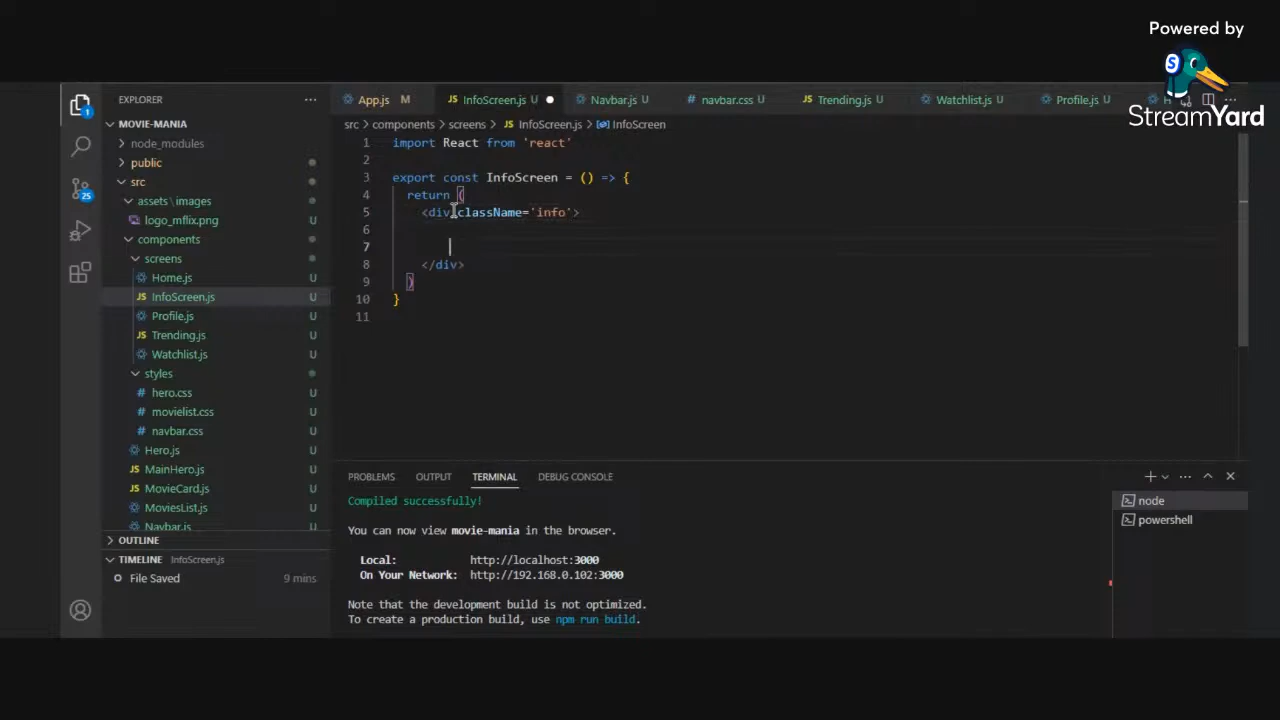 Powered by
StreamYard
EXPLORER
MOVIE-MANIA
node_modules
public
src
assets\images
logo_mflix.png U
components
screens
Home.js U
InfoScreen.js U
Profile.js U
Trending.js U
Watchlist.js U
styles
hero.css U
movielist.css U
navbar.css U
Hero.js U
MainHero.js U
MovieCard.js U
MoviesList.js U
Navbar.js U
OUTLINE
TIMELINE InfoScreen.js
File Saved 9 mins
1
25
App.js M
JS InfoScreen.js U
Navbar.js U
# navbar.css U
JS Trending.js U
Watchlist.js U
Profile.js U
src > components > screens > JS InfoScreen.js > InfoScreen
1 import React from 'react'
2
3 export const InfoScreen = () => {
4 return (
5 <div className='info'>
6
7
8 </div>
9 )
10 }
11
PROBLEMS OUTPUT TERMINAL DEBUG CONSOLE
Compiled successfully!
You can now view movie-mania in the browser.
Local: http://localhost:3000
On Your Network: http://192.168.0.102:3000
Note that the development build is not optimized.
To create a production build, use npm run build.
node
powershell